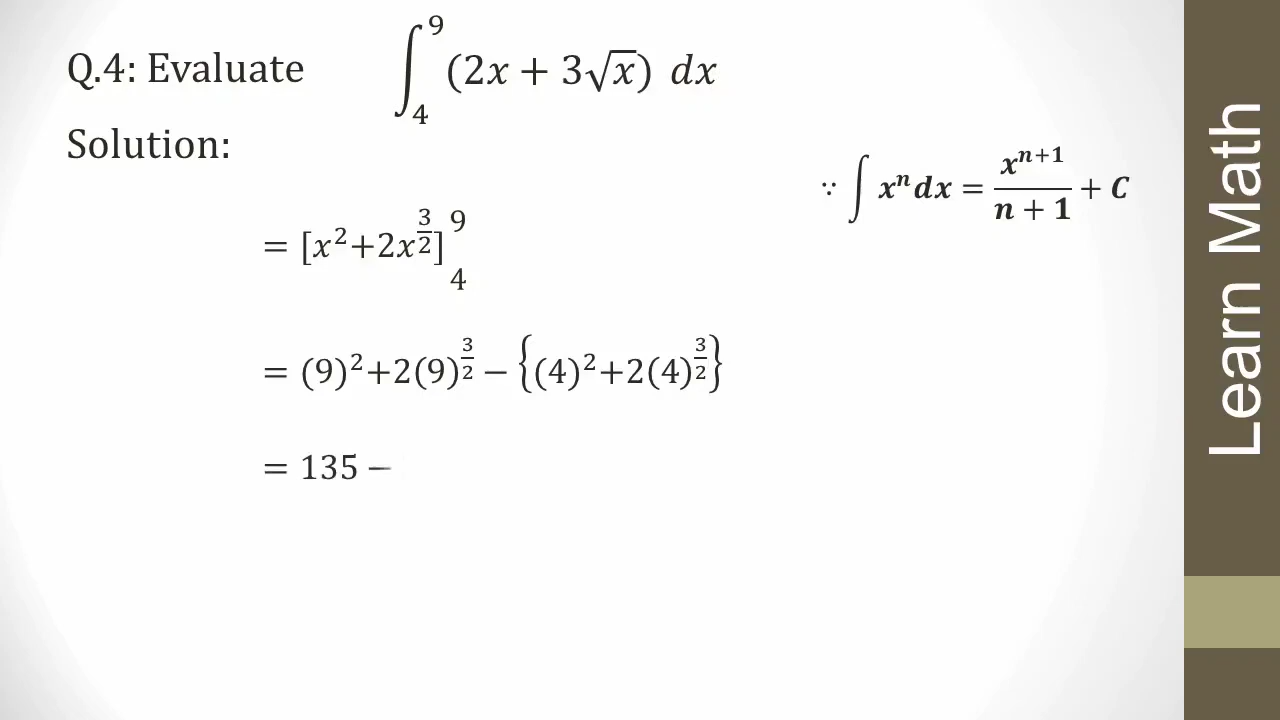 Q.4: Evaluate ∫₄⁹ (2x + 3√x) dx
Solution:
∵ ∫ xⁿ dx = xⁿ⁺¹/(n + 1) + C
= [x²+2x^(3/2)]₄⁹
= (9)²+2(9)^(3/2) − {(4)²+2(4)^(3/2)}
= 135 −
Learn Math